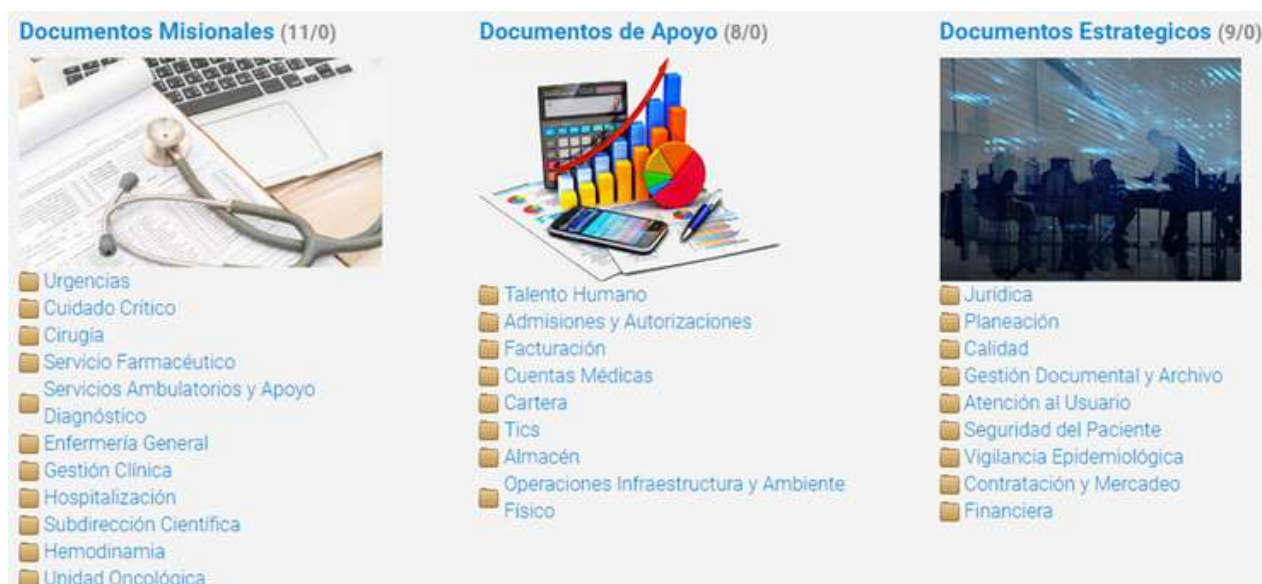 Documentos Misionales (11/0)
Urgencias
Cuidado Crítico
Cirugía
Servicio Farmacéutico
Servicios Ambulatorios y Apoyo
Diagnóstico
Enfermería General
Gestión Clínica
Hospitalización
Subdirección Científica
Hemodinamia
Unidad Oncológica
Documentos de Apoyo (8/0)
Talento Humano
Admisiones y Autorizaciones
Facturación
Cuentas Médicas
Cartera
Tics
Almacén
Operaciones Infraestructura y Ambiente
Físico
Documentos Estrategicos (9/0)
Jurídica
Planeación
Calidad
Gestión Documental y Archivo
Atención al Usuario
Seguridad del Paciente
Vigilancia Epidemiológica
Contratación y Mercadeo
Financiera